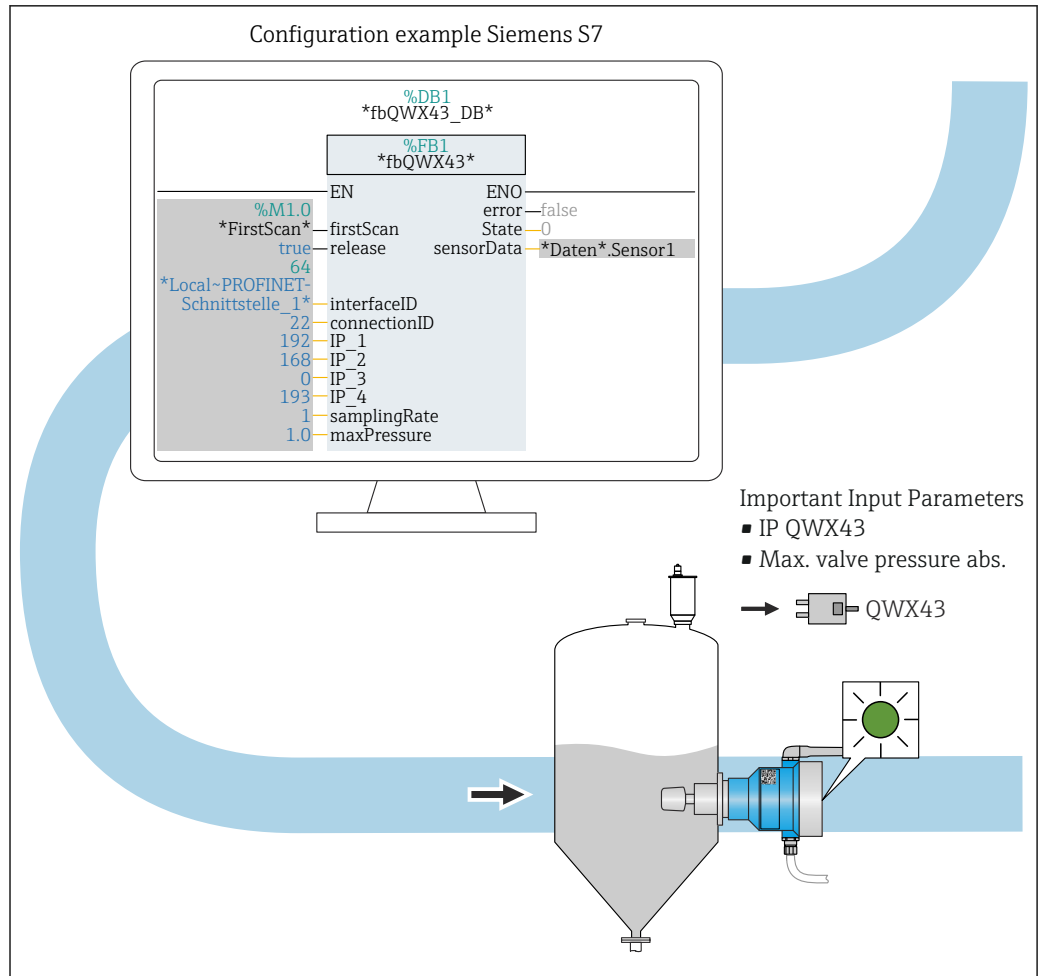 Configuration example Siemens S7
%DB1
*fbQWX43_DB*
%FB1
*fbQWX43*
EN ENO
%M1.0 error false
*FirstScan* firstScan State 0
true release sensorData *Daten*.Sensor1
64
*Local~PROFINET-
Schnittstelle_1* interfaceID
22 connectionID
192 IP_1
168 IP_2
0 IP_3
193 IP_4
1 samplingRate
1.0 maxPressure
Important Input Parameters
▪ IP QWX43
▪ Max. valve pressure abs.
QWX43